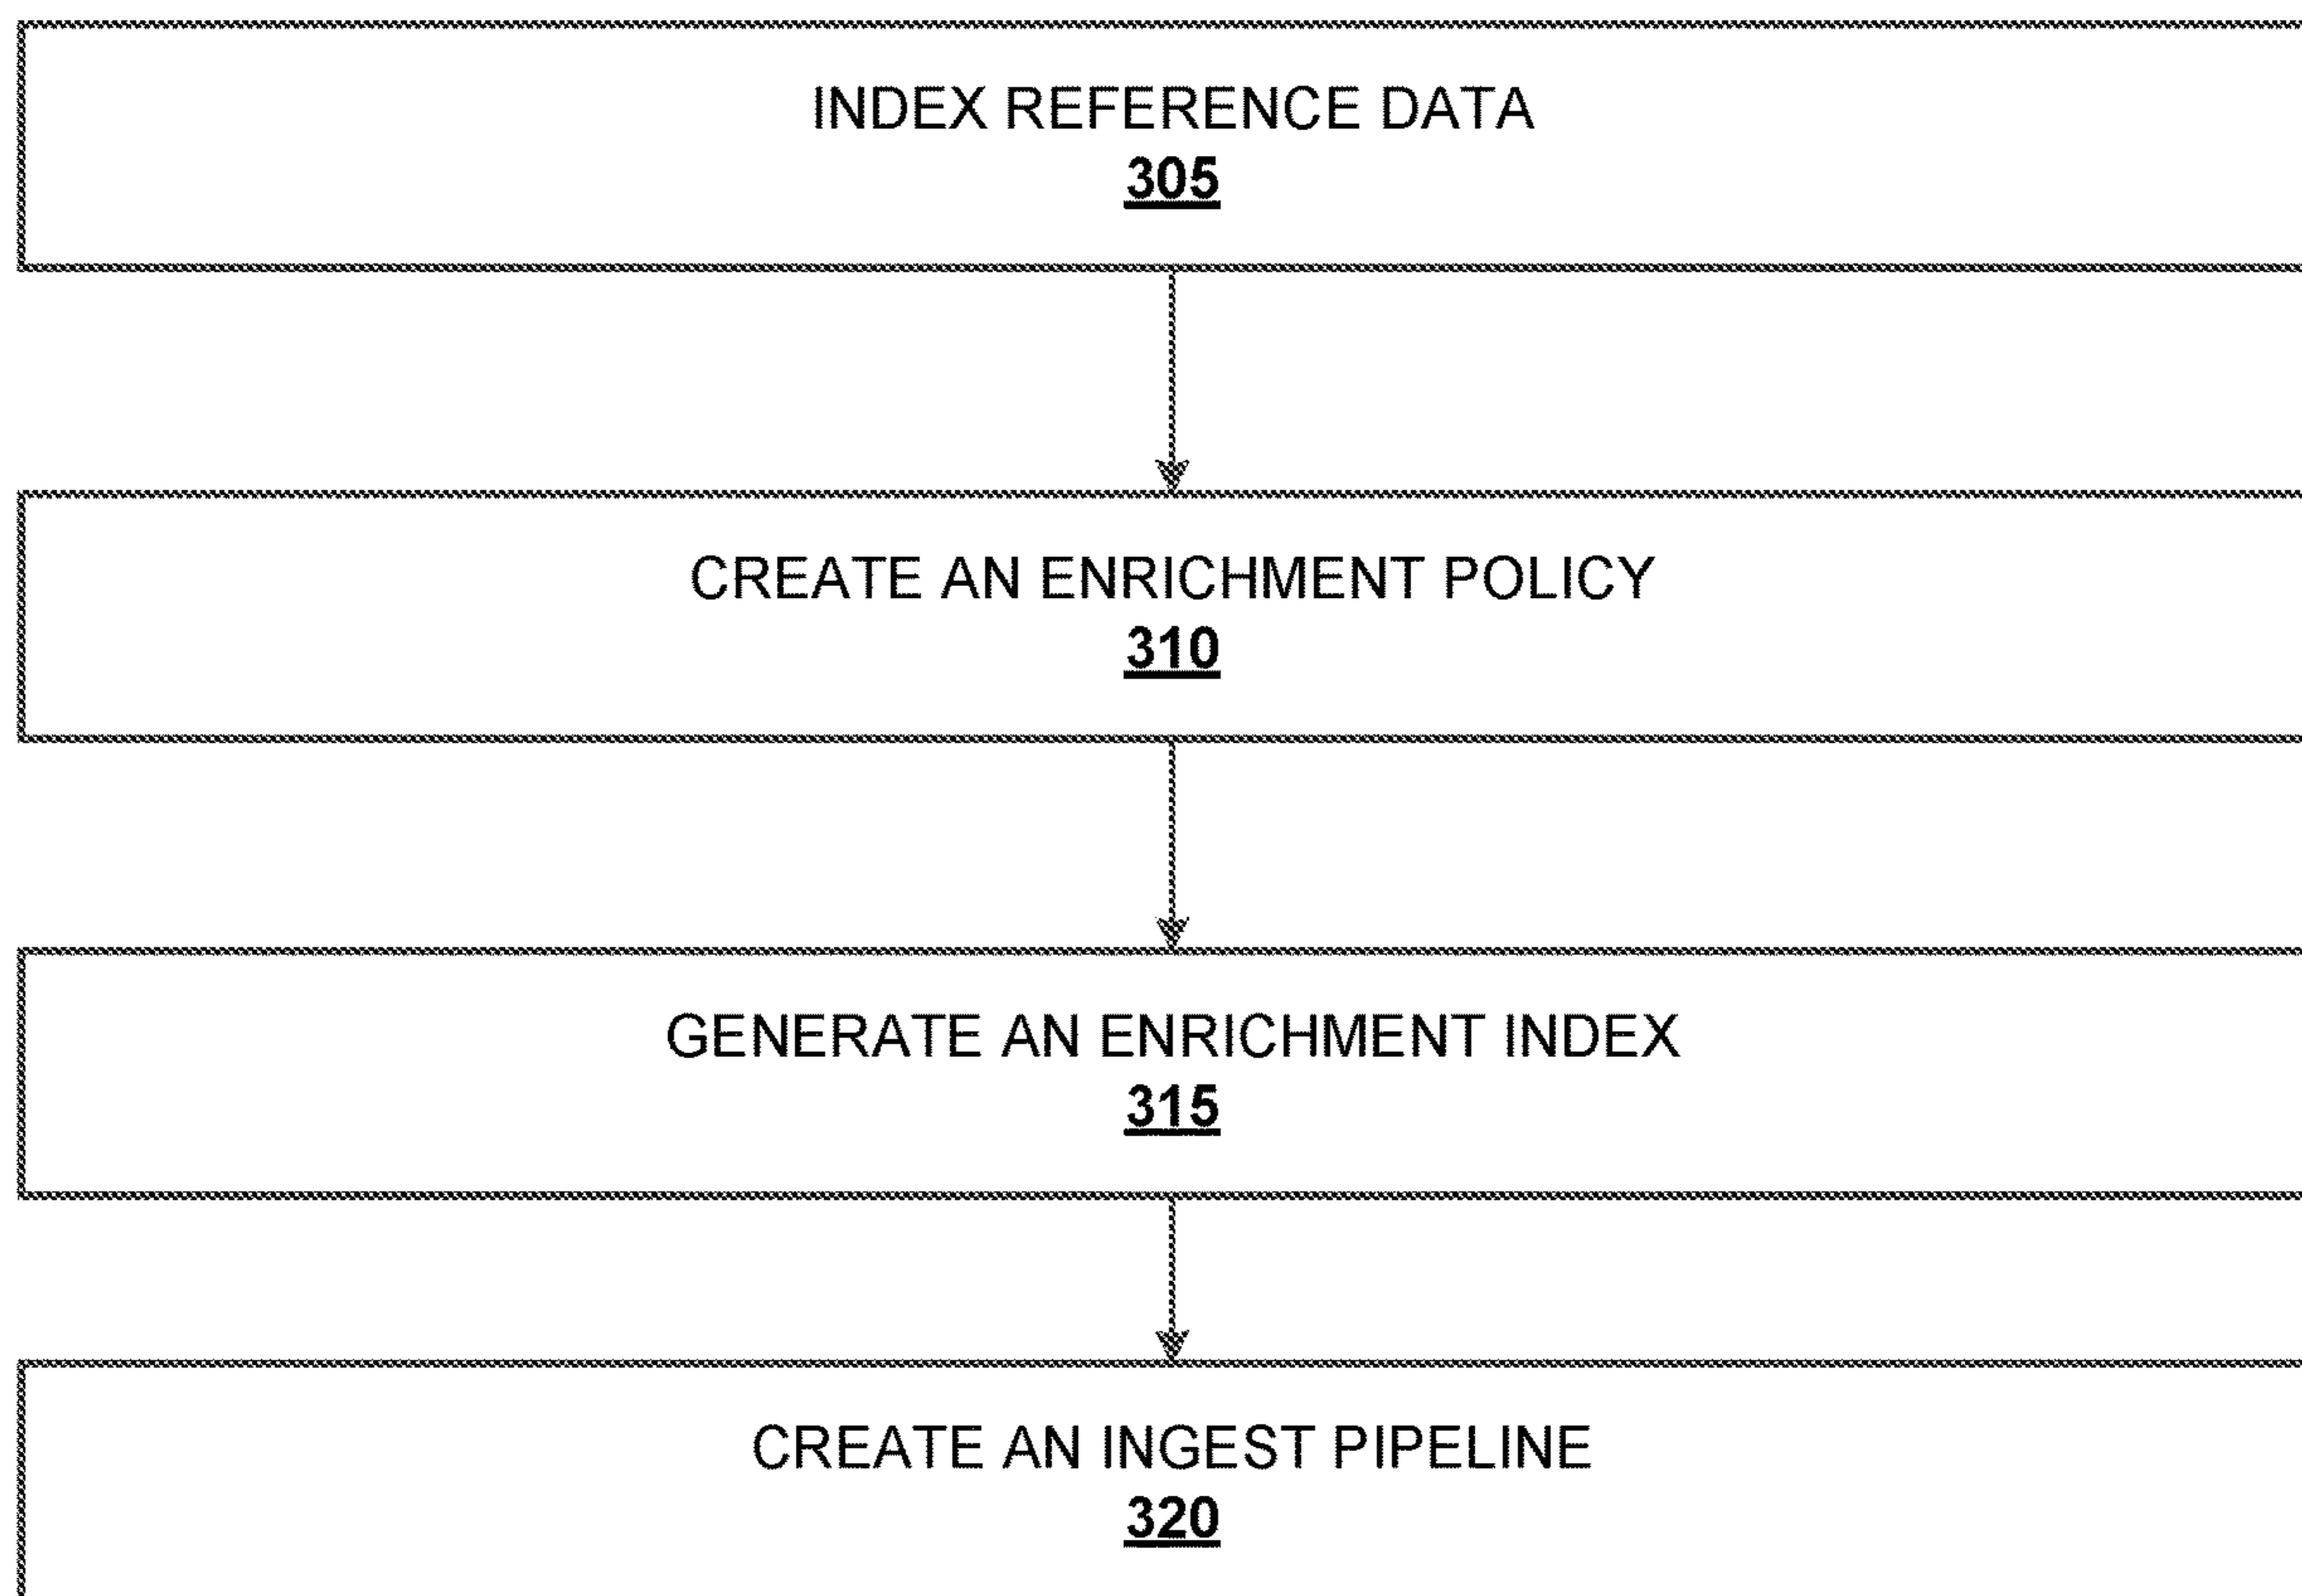 INDEX REFERENCE DATA
305
CREATE AN ENRICHMENT POLICY
310
GENERATE AN ENRICHMENT INDEX
315
CREATE AN INGEST PIPELINE
320